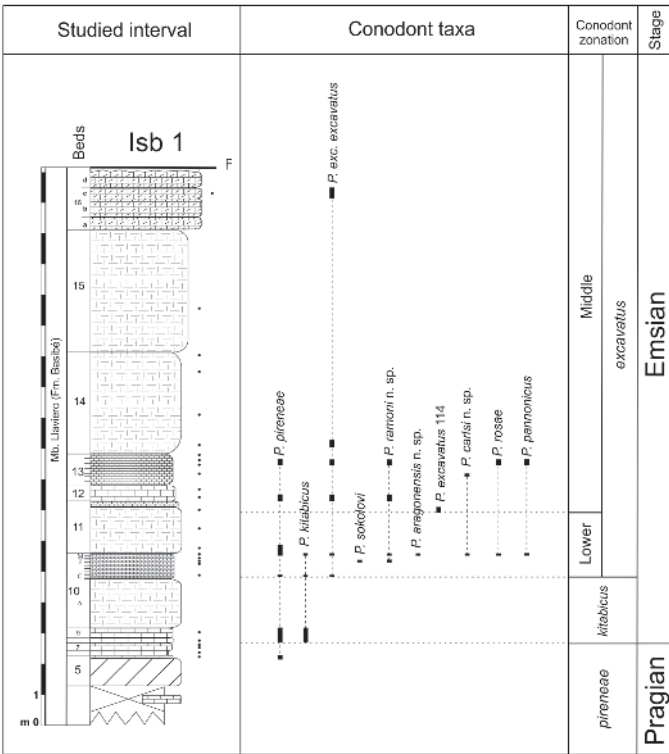 Studied interval
Conodont taxa
Conodont zonation
Stage
Beds
Isb 1
F
d
c
16
b
a
15
14
13
12
11
10
9
7
5
1
m 0
Mb. Llaviero (Fm. Basibé)
P. pireneae
P. kitabicus
P. exc. excavatus
P. sokolovi
P. ramoni n. sp.
P. aragonensis n. sp.
P. excavatus 114
P. carlsi n. sp.
P. rosae
P. pannonicus
Middle
Lower
excavatus
kitabicus
pireneae
Emsian
Pragian